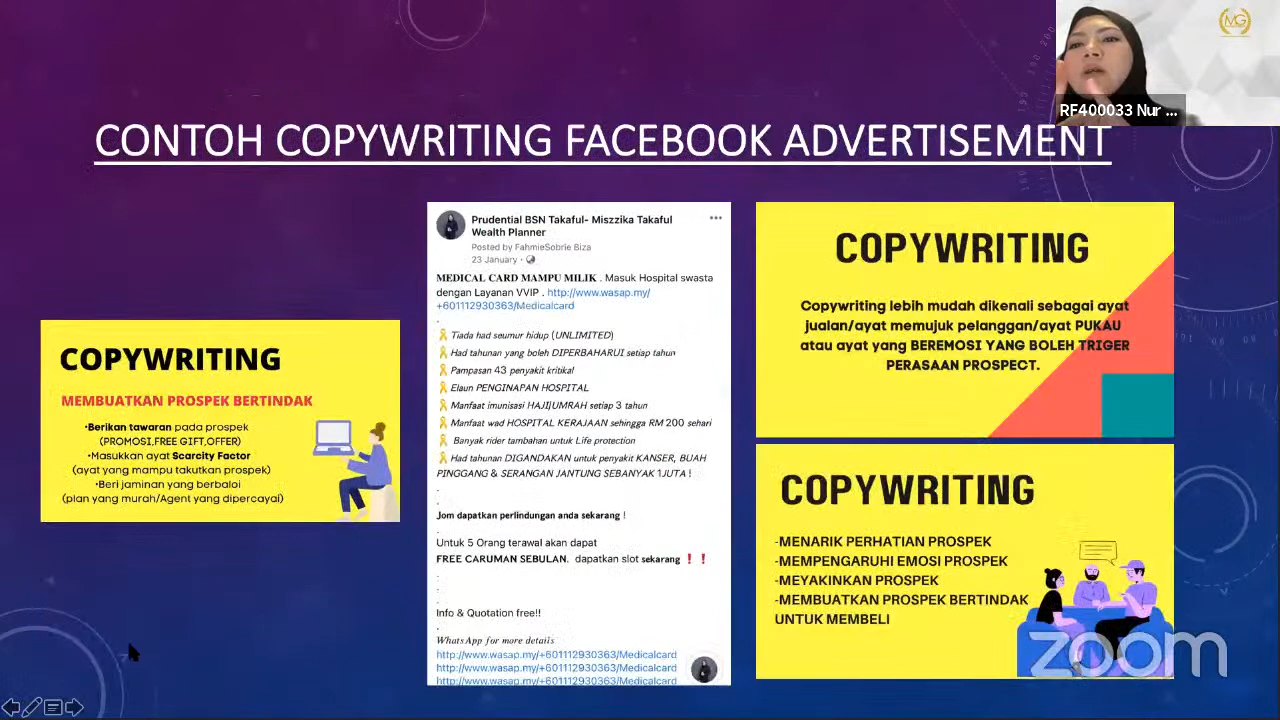 MG
RF400033 Nur ...
CONTOH COPYWRITING FACEBOOK ADVERTISEMENT
COPYWRITING
MEMBUATKAN PROSPEK BERTINDAK
•Berikan tawaran pada prospek
(PROMOSI,FREE GIFT,OFFER)
•Masukkan ayat Scarcity Factor
(ayat yang mampu takutkan prospek)
•Beri jaminan yang berbaloi
(plan yang murah/Agent yang dipercayai)
Prudential BSN Takaful- Miszzika Takaful
Wealth Planner
Posted by FahmieSobrie Biza
23 January ·
MEDICAL CARD MAMPU MILIK . Masuk Hospital swasta
dengan Layanan VVIP . http://www.wasap.my/
+601112930363/Medicalcard
.
Tiada had seumur hidup (UNLIMITED)
Had tahunan yang boleh DIPERBAHARUI setiap tahun
Pampasan 43 penyakit kritikal
Elaun PENGINAPAN HOSPITAL
Manfaat imunisasi HAJI|UMRAH setiap 3 tahun
Manfaat wad HOSPITAL KERAJAAN sehingga RM 200 sehari
Banyak rider tambahan untuk Life protection
Had tahunan DIGANDAKAN untuk penyakit KANSER, BUAH
PINGGANG & SERANGAN JANTUNG SEBANYAK 1JUTA !
.
.
Jom dapatkan perlindungan anda sekarang !
.
Untuk 5 Orang terawal akan dapat
FREE CARUMAN SEBULAN. dapatkan slot sekarang ❗❗
.
.
.
Info & Quotation free!!
.
WhatsApp for more details
http://www.wasap.my/+601112930363/Medicalcard
http://www.wasap.my/+601112930363/Medicalcard
http://www.wasap.my/+601112930363/Medicalcard
COPYWRITING
Copywriting lebih mudah dikenali sebagai ayat
jualan/ayat memujuk pelanggan/ayat PUKAU
atau ayat yang BEREMOSI YANG BOLEH TRIGER
PERASAAN PROSPECT.
COPYWRITING
-MENARIK PERHATIAN PROSPEK
-MEMPENGARUHI EMOSI PROSPEK
-MEYAKINKAN PROSPEK
-MEMBUATKAN PROSPEK BERTINDAK
UNTUK MEMBELI
zoom